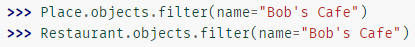 >>> Place.objects.filter(name="Bob's Cafe")
>>> Restaurant.objects.filter(name="Bob's Cafe")